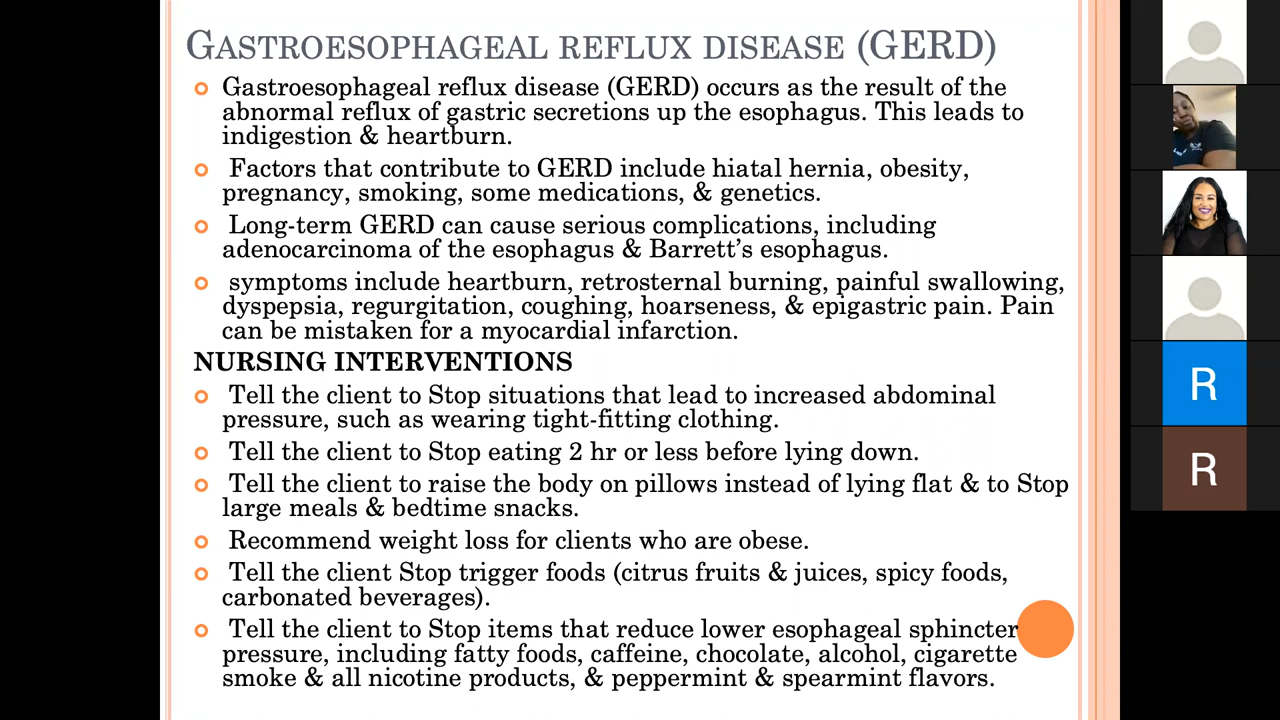 GASTROESOPHAGEAL REFLUX DISEASE (GERD)
Gastroesophageal reflux disease (GERD) occurs as the result of the
abnormal reflux of gastric secretions up the esophagus. This leads to
indigestion & heartburn.
Factors that contribute to GERD include hiatal hernia, obesity,
pregnancy, smoking, some medications, & genetics.
Long-term GERD can cause serious complications, including
adenocarcinoma of the esophagus & Barrett’s esophagus.
symptoms include heartburn, retrosternal burning, painful swallowing,
dyspepsia, regurgitation, coughing, hoarseness, & epigastric pain. Pain
can be mistaken for a myocardial infarction.
NURSING INTERVENTIONS
Tell the client to Stop situations that lead to increased abdominal
pressure, such as wearing tight-fitting clothing.
Tell the client to Stop eating 2 hr or less before lying down.
Tell the client to raise the body on pillows instead of lying flat & to Stop
large meals & bedtime snacks.
Recommend weight loss for clients who are obese.
Tell the client Stop trigger foods (citrus fruits & juices, spicy foods,
carbonated beverages).
Tell the client to Stop items that reduce lower esophageal sphincter
pressure, including fatty foods, caffeine, chocolate, alcohol, cigarette
smoke & all nicotine products, & peppermint & spearmint flavors.
R
R